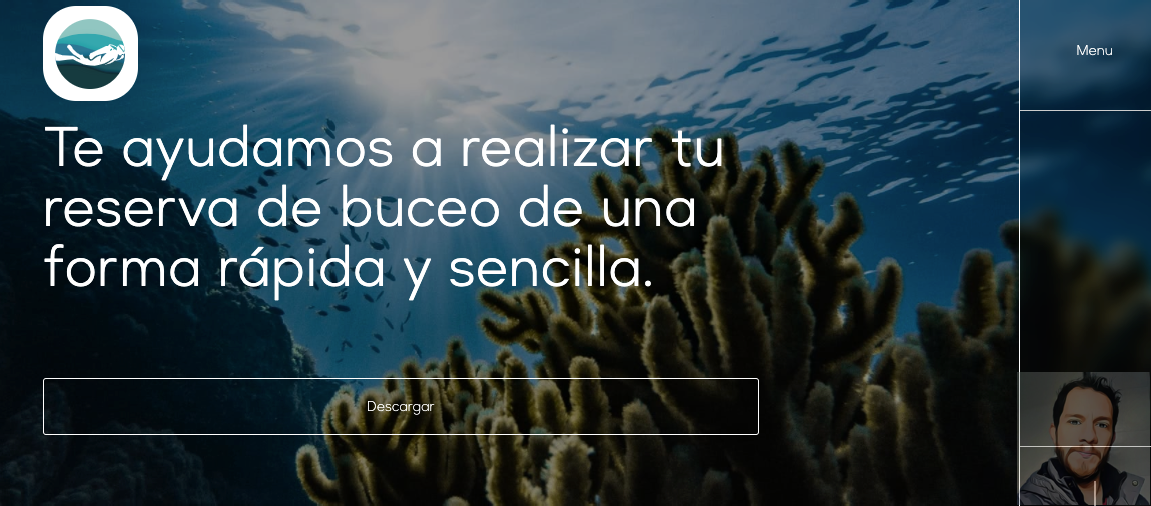 Menu
Te ayudamos a realizar tu
reserva de buceo de una
forma rápida y sencilla.
Descargar